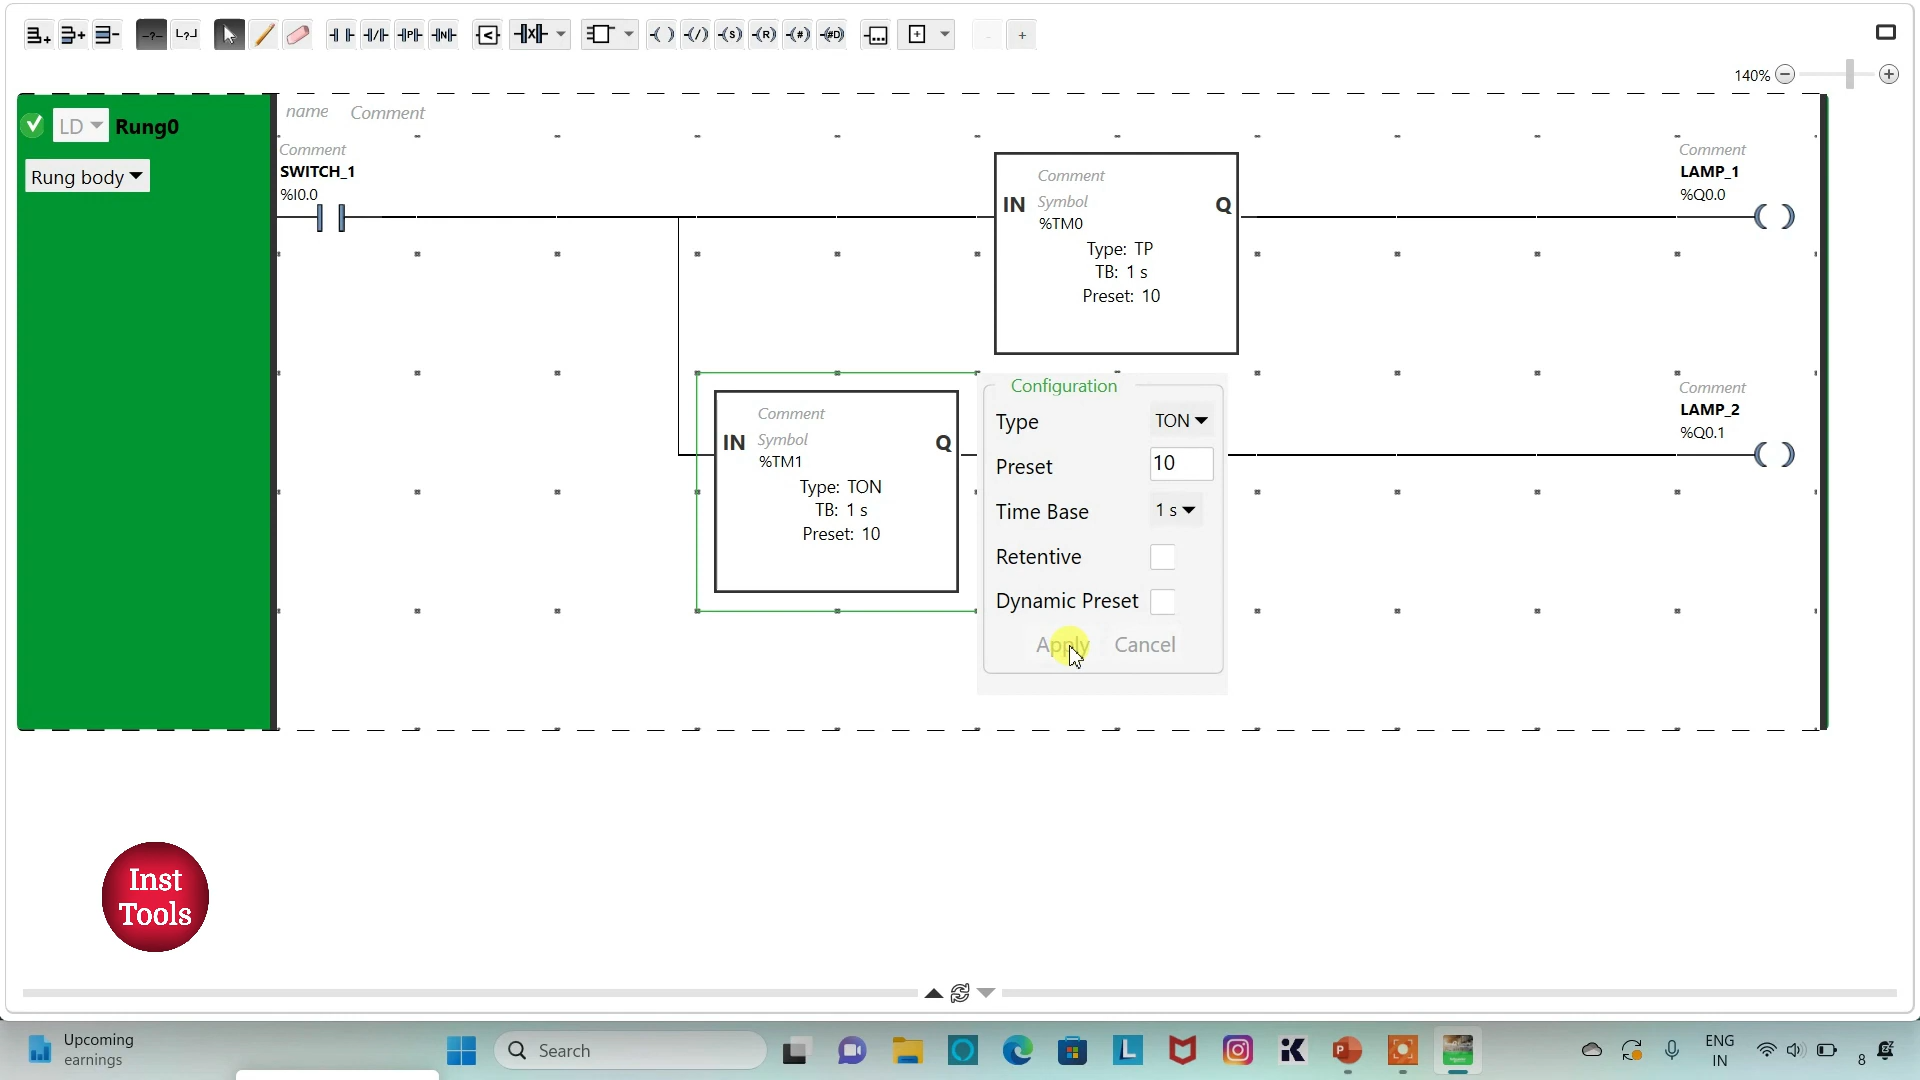 140%
LD Rung0
Rung body
name Comment
Comment
SWITCH_1
%I0.0
Comment
IN Symbol Q
%TM0
Type: TP
TB: 1 s
Preset: 10
Comment
LAMP_1
%Q0.0
Comment
IN Symbol Q
%TM1
Type: TON
TB: 1 s
Preset: 10
Configuration
Type TON
Preset 10
Time Base 1 s
Retentive
Dynamic Preset
Apply Cancel
Comment
LAMP_2
%Q0.1
Inst
Tools
Upcoming
earnings
Search
ENG
IN
8